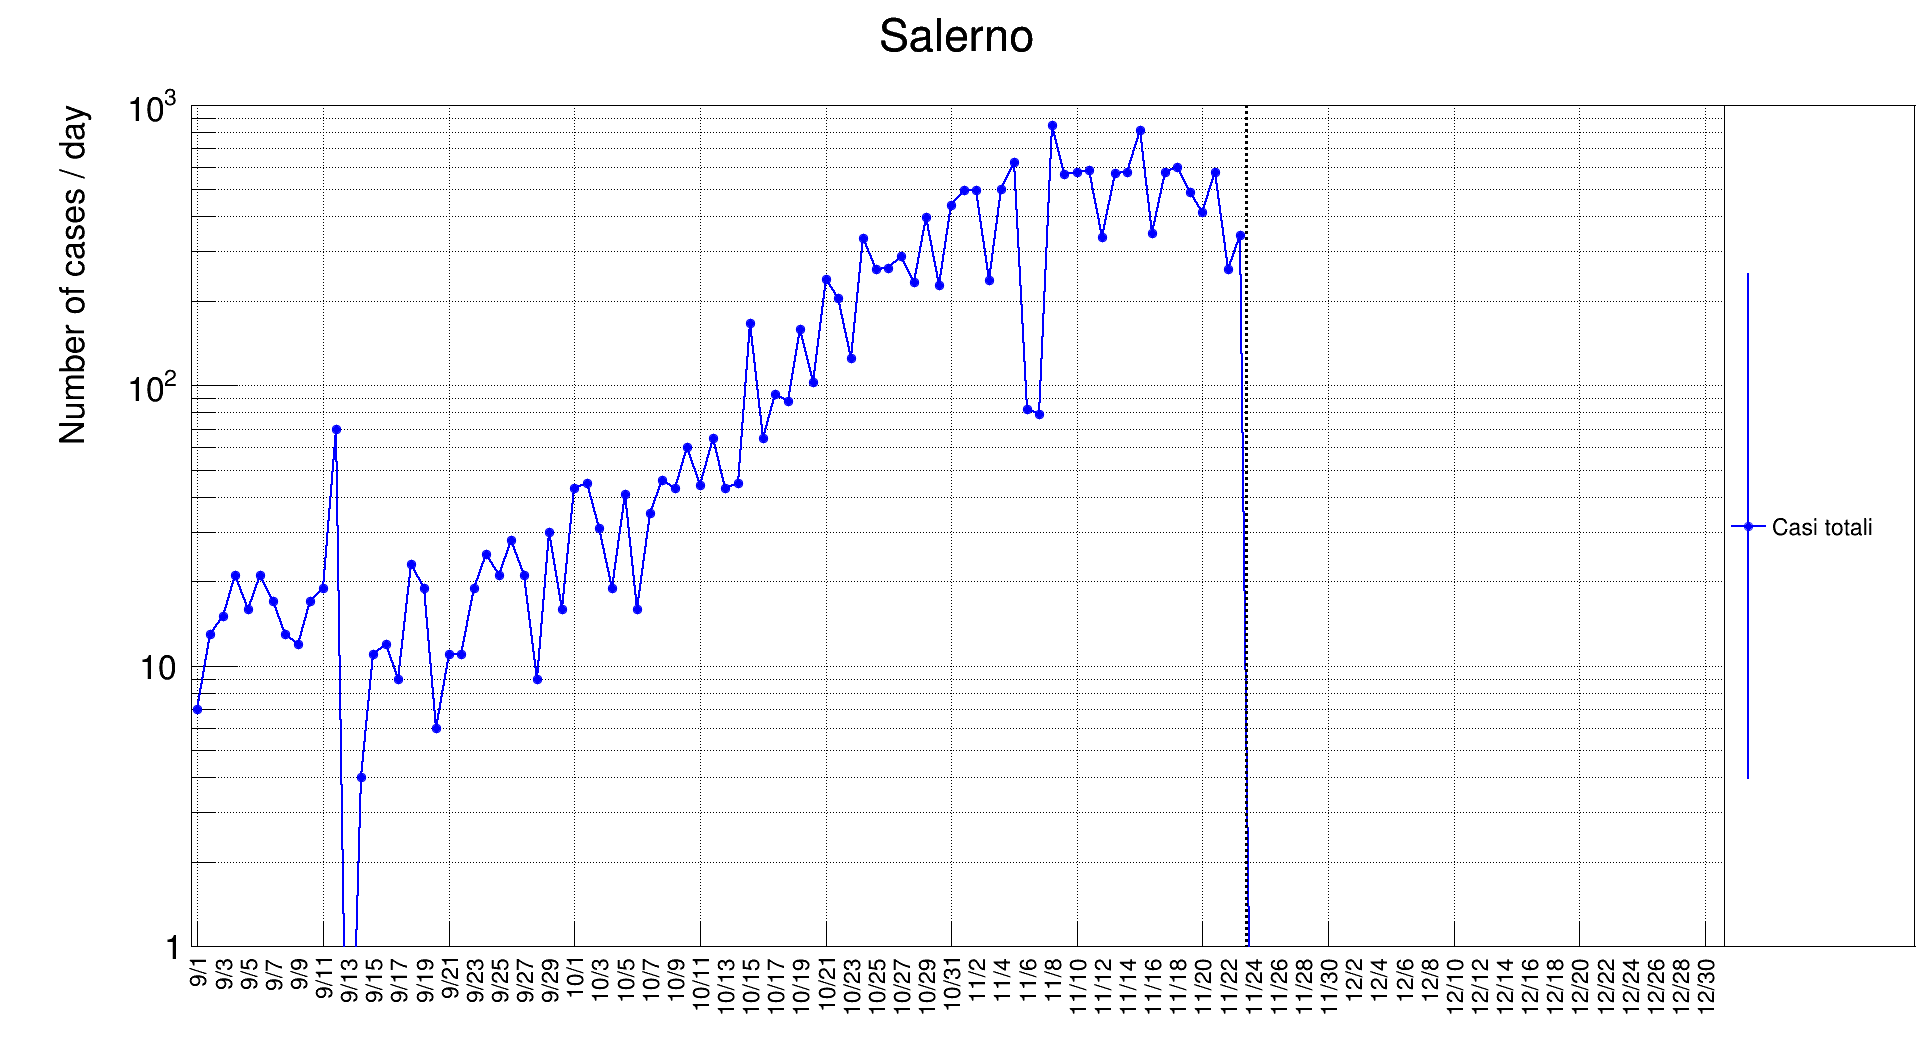 Salerno
Number of cases / day
10³
10²
10
1
9/1 9/3 9/5 9/7 9/9 9/11 9/13 9/15 9/17 9/19 9/21 9/23 9/25 9/27 9/29 10/1 10/3 10/5 10/7 10/9 10/11 10/13 10/15 10/17 10/19 10/21 10/23 10/25 10/27 10/29 10/31 11/2 11/4 11/6 11/8 11/10 11/12 11/14 11/16 11/18 11/20 11/22 11/24 11/26 11/28 11/30 12/2 12/4 12/6 12/8 12/10 12/12 12/14 12/16 12/18 12/20 12/22 12/24 12/26 12/28 12/30
Casi totali